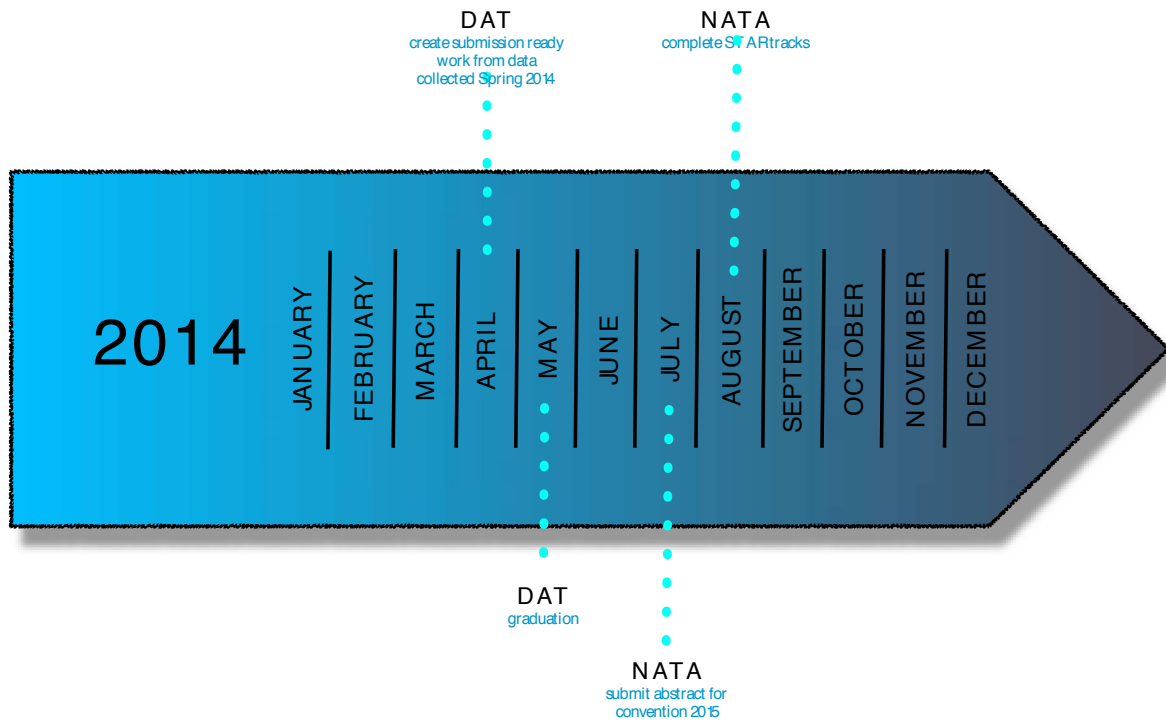 DAT
create submission ready
work from data
collected Spring 2014
NATA
complete STARtracks
2014
JANUARY
FEBRUARY
MARCH
APRIL
MAY
JUNE
JULY
AUGUST
SEPTEMBER
OCTOBER
NOVEMBER
DECEMBER
DAT
graduation
NATA
submit abstract for
convention 2015